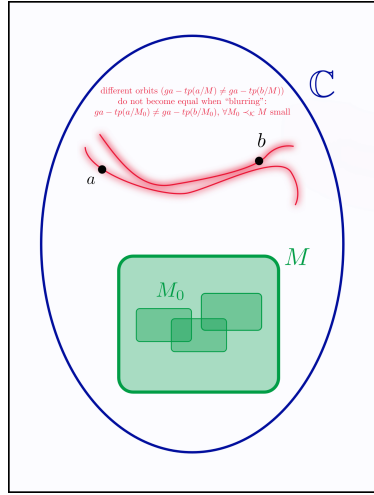 ℂ
different orbits (ga − tp(a/M) ≠ ga − tp(b/M))
do not become equal when “blurring”:
ga − tp(a/M₀) ≠ ga − tp(b/M₀), ∀M₀ ≺_K M small
b
a
M
M₀